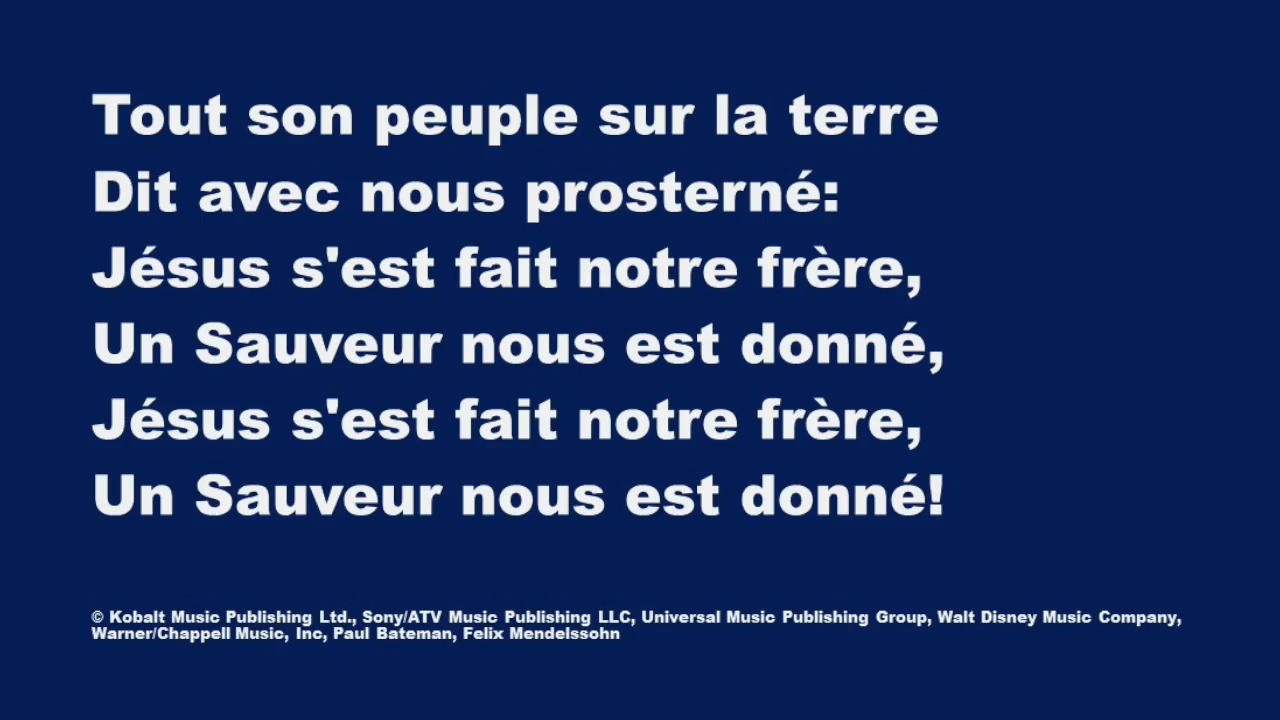 Tout son peuple sur la terre
Dit avec nous prosterné:
Jésus s'est fait notre frère,
Un Sauveur nous est donné,
Jésus s'est fait notre frère,
Un Sauveur nous est donné!
© Kobalt Music Publishing Ltd., Sony/ATV Music Publishing LLC, Universal Music Publishing Group, Walt Disney Music Company,
Warner/Chappell Music, Inc, Paul Bateman, Felix Mendelssohn